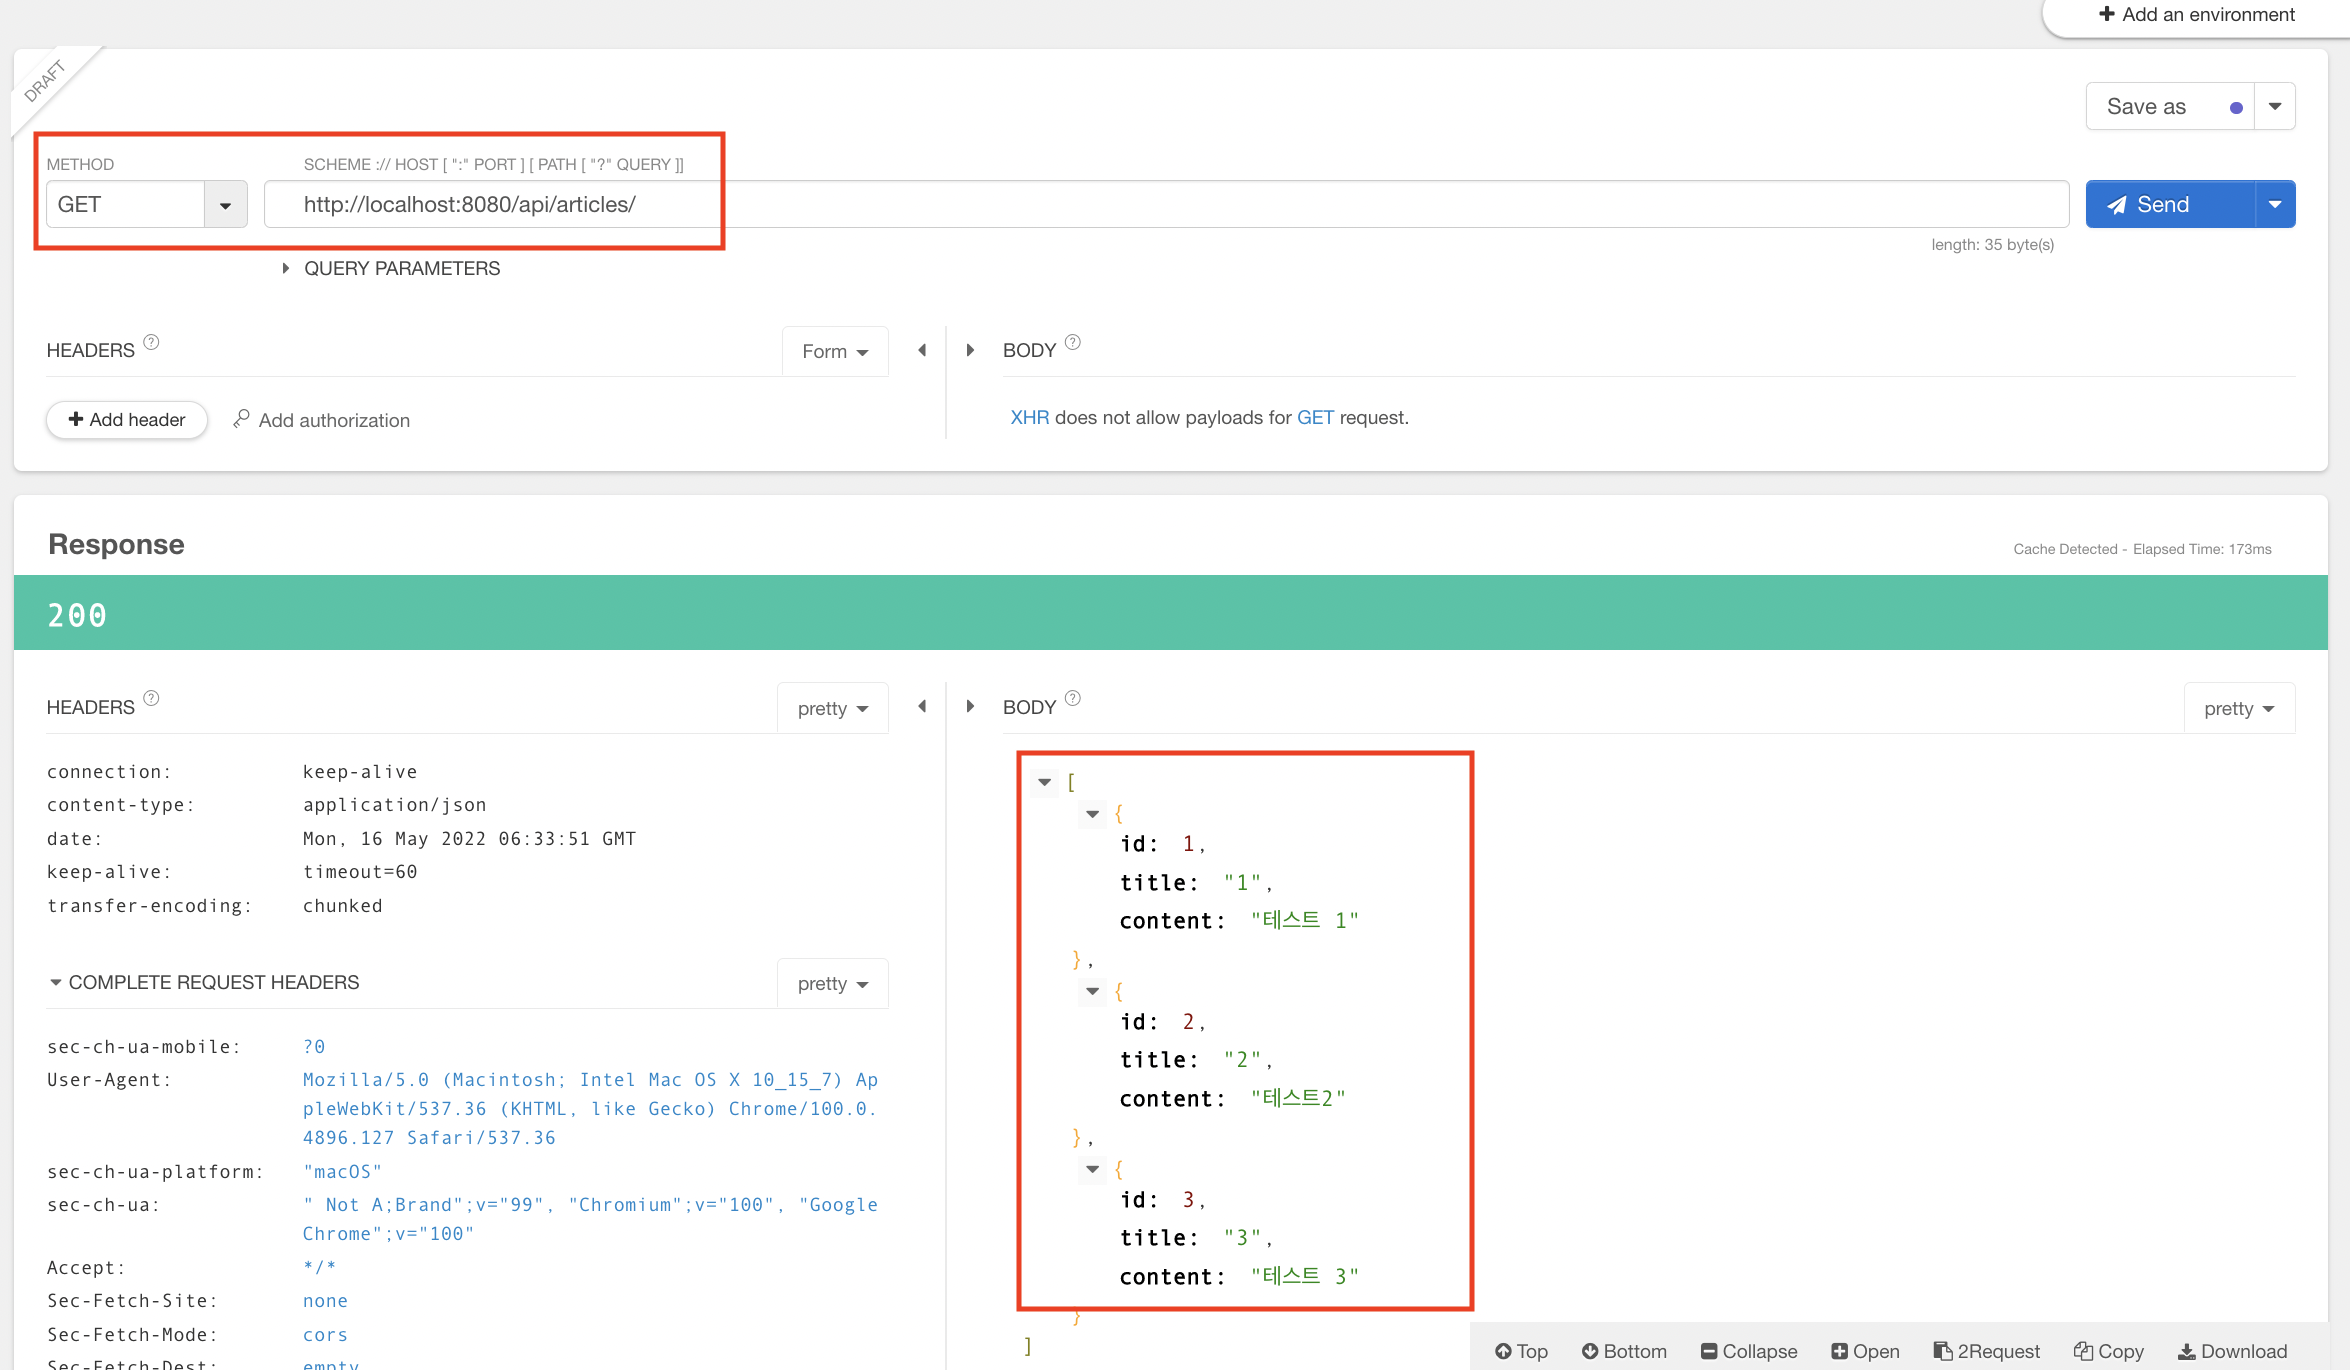 + Add an environment
DRAFT
Save as
METHOD
SCHEME :// HOST [ ":" PORT ] [ PATH [ "?" QUERY ]]
GET
http://localhost:8080/api/articles/
Send
length: 35 byte(s)
QUERY PARAMETERS
HEADERS ?
Form
BODY ?
+ Add header
Add authorization
XHR does not allow payloads for GET request.
Response
Cache Detected - Elapsed Time: 173ms
200
HEADERS ?
pretty
connection: keep-alive
content-type: application/json
date: Mon, 16 May 2022 06:33:51 GMT
keep-alive: timeout=60
transfer-encoding: chunked
COMPLETE REQUEST HEADERS
pretty
sec-ch-ua-mobile: ?0
User-Agent: Mozilla/5.0 (Macintosh; Intel Mac OS X 10_15_7) Ap
pleWebKit/537.36 (KHTML, like Gecko) Chrome/100.0.
4896.127 Safari/537.36
sec-ch-ua-platform: "macOS"
sec-ch-ua: " Not A;Brand";v="99", "Chromium";v="100", "Google
Chrome";v="100"
Accept: */*
Sec-Fetch-Site: none
Sec-Fetch-Mode: cors
Sec-Fetch-Dest: empty
BODY ?
pretty
[
{
id: 1,
title: "1",
content: "테스트 1"
},
{
id: 2,
title: "2",
content: "테스트2"
},
{
id: 3,
title: "3",
content: "테스트 3"
}
]
Top
Bottom
Collapse
Open
2Request
Copy
Download